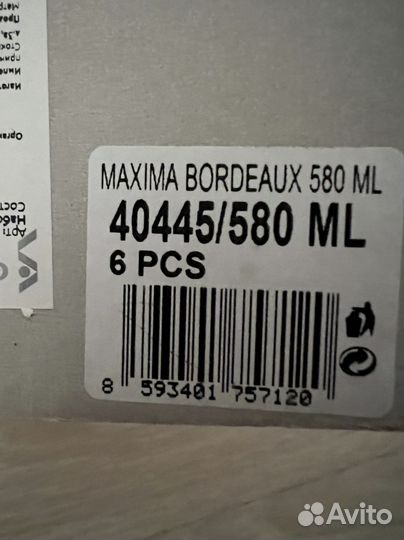 MAXIMA BORDEAUX 580 ML
40445/580 ML
6 PCS
8 593401 757120
Avito